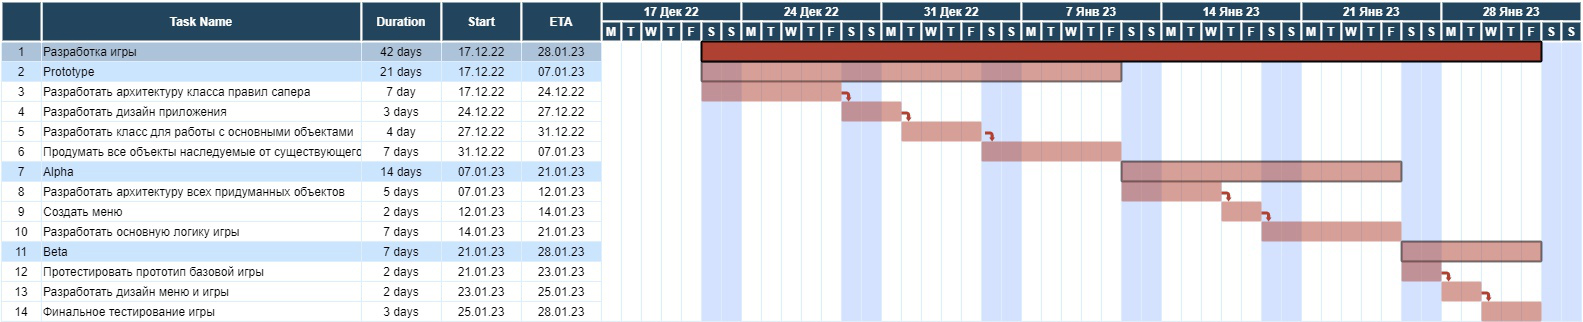 Task Name Duration Start ETA 17 Дек 22 24 Дек 22 31 Дек 22 7 Янв 23 14 Янв 23 21 Янв 23 28 Янв 23
M T W T F S S M T W T F S S M T W T F S S M T W T F S S M T W T F S S M T W T F S S M T W T F S S
1 Разработка игры 42 days 17.12.22 28.01.23
2 Prototype 21 days 17.12.22 07.01.23
3 Разработать архитектуру класса правил сапера 7 day 17.12.22 24.12.22
4 Разработать дизайн приложения 3 days 24.12.22 27.12.22
5 Разработать класс для работы с основными объектами 4 day 27.12.22 31.12.22
6 Продумать все объекты наследуемые от существующего 7 days 31.12.22 07.01.23
7 Alpha 14 days 07.01.23 21.01.23
8 Разработать архитектуру всех придуманных объектов 5 days 07.01.23 12.01.23
9 Создать меню 2 days 12.01.23 14.01.23
10 Разработать основную логику игры 7 days 14.01.23 21.01.23
11 Beta 7 days 21.01.23 28.01.23
12 Протестировать прототип базовой игры 2 days 21.01.23 23.01.23
13 Разработать дизайн меню и игры 2 days 23.01.23 25.01.23
14 Финальное тестирование игры 3 days 25.01.23 28.01.23